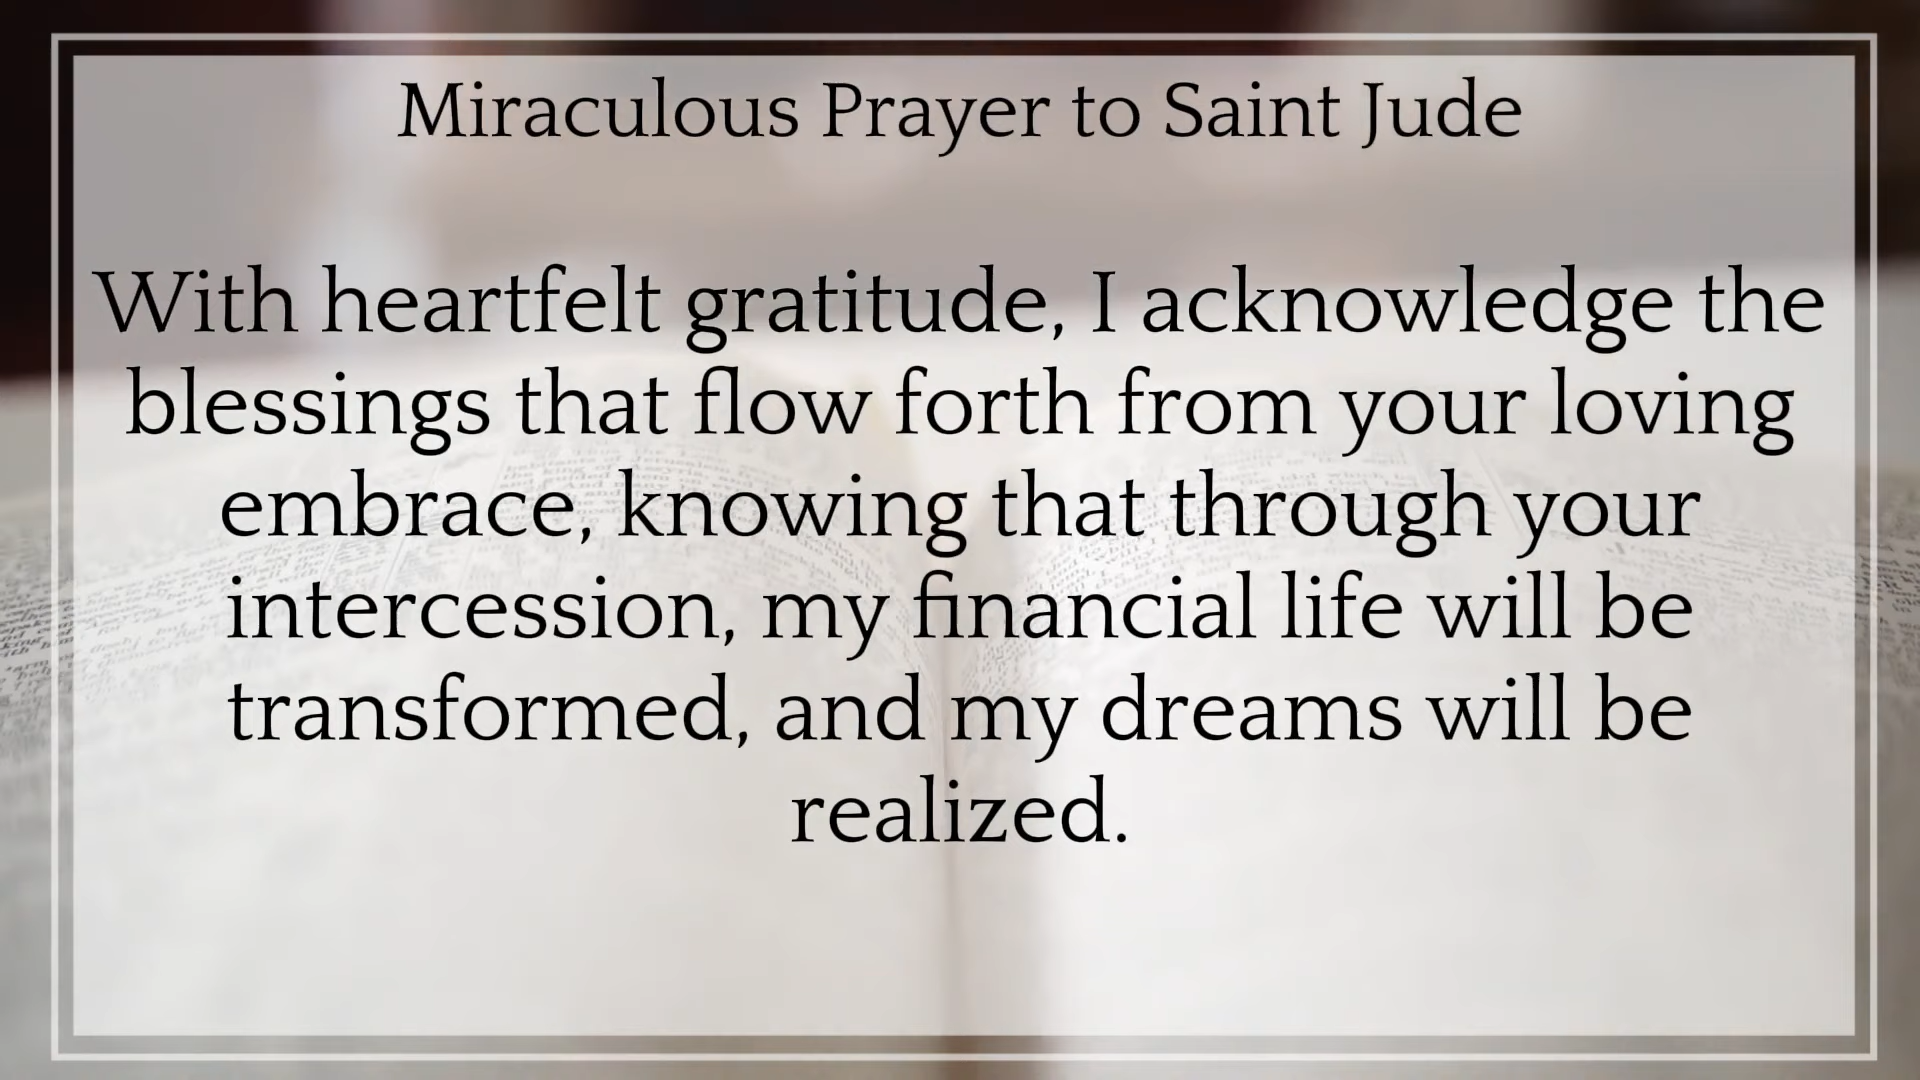 Miraculous Prayer to Saint Jude
With heartfelt gratitude, I acknowledge the
blessings that flow forth from your loving
embrace, knowing that through your
intercession, my financial life will be
transformed, and my dreams will be
realized.